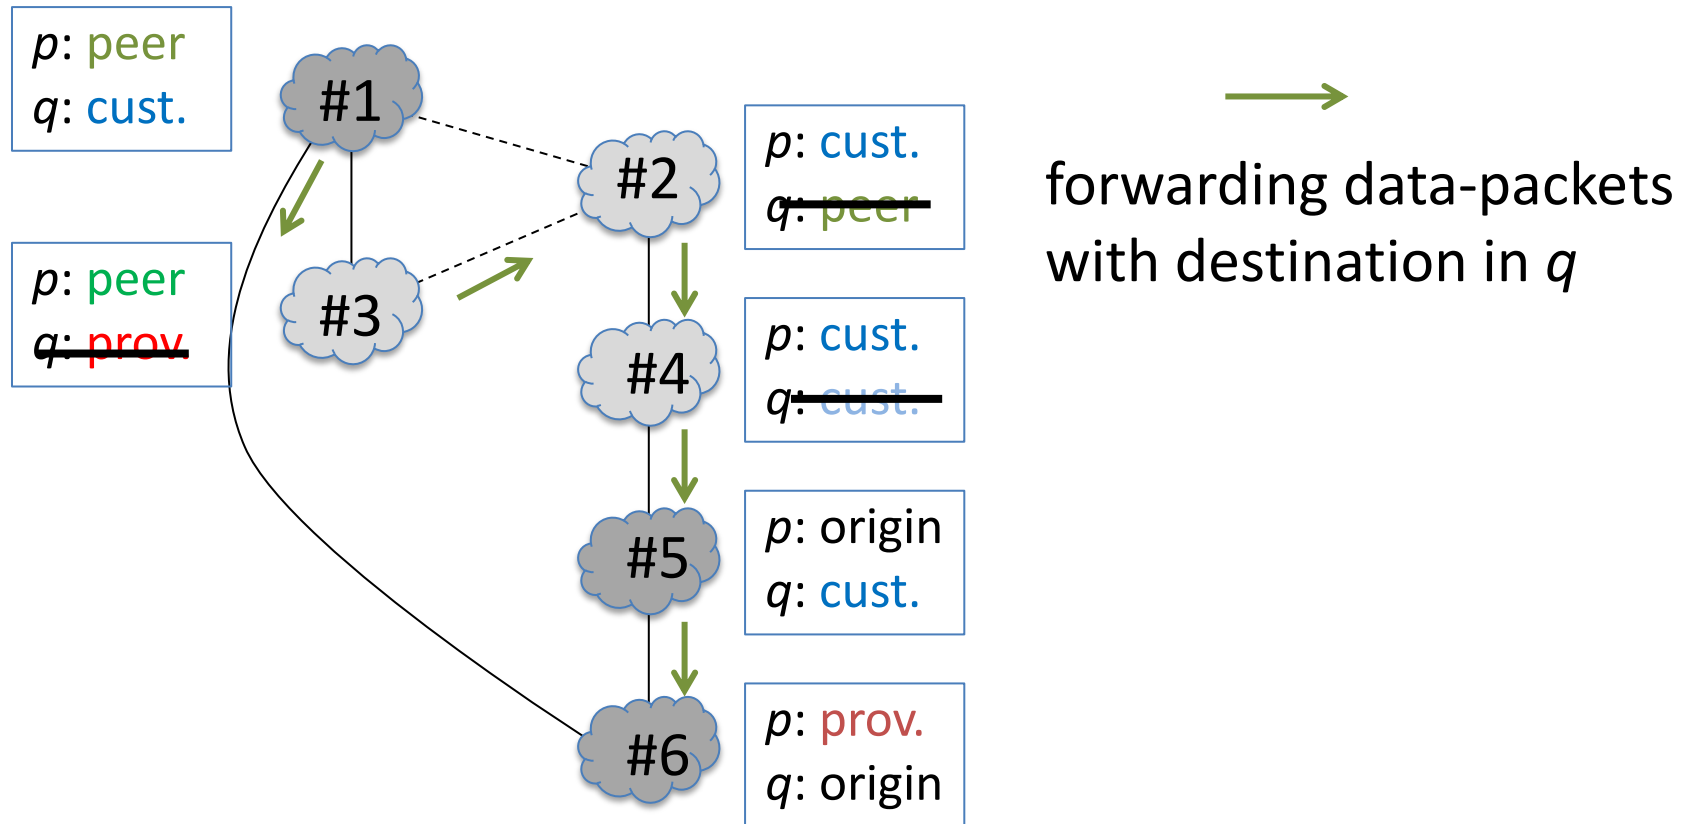 p: peer
q: cust.
#1
p: peer
q: prov.
#3
#2
p: cust.
q: peer
#4
p: cust.
q: cust.
#5
p: origin
q: cust.
#6
p: prov.
q: origin
forwarding data-packets
with destination in q